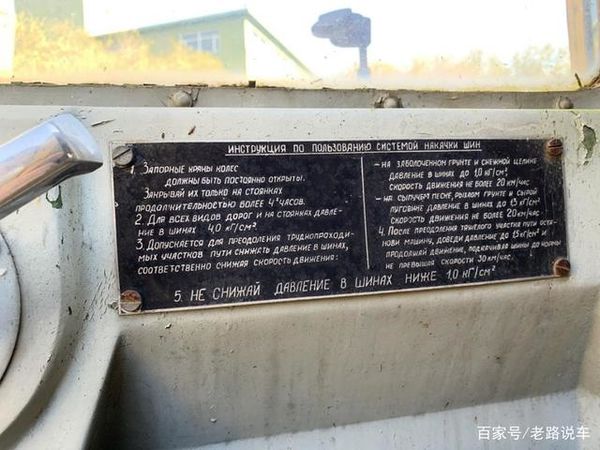 ИНСТРУКЦИЯ ПО ПОЛЬЗОВАНИЮ СИСТЕМОЙ НАКАЧКИ ШИН
1. ЗАПОРНЫЕ КРАНЫ КОЛЕС
ДОЛЖНЫ БЫТЬ ПОСТОЯННО ОТКРЫТЫ.
ЗАКРЫВАЙ ИХ ТОЛЬКО НА СТОЯНКАХ
ПРОДОЛЖИТЕЛЬНОСТЬЮ БОЛЕЕ 4Х ЧАСОВ.
2. ДЛЯ ВСЕХ ВИДОВ ДОРОГ И НА СТОЯНКАХ ДАВЛЕ-
НИЕ В ШИНАХ 4,0 КГ/СМ²
3. ДОПУСКАЕТСЯ ДЛЯ ПРЕОДОЛЕНИЯ ТРУДНОПРОХОДИ-
МЫХ УЧАСТКОВ ПУТИ СНИЖАТЬ ДАВЛЕНИЕ В ШИНАХ,
СООТВЕТСТВЕННО СНИЖАЯ СКОРОСТЬ ДВИЖЕНИЯ:
- НА ЗАБОЛОЧЕННОМ ГРУНТЕ И СНЕЖНОЙ ЦЕЛИНЕ
ДАВЛЕНИЕ В ШИНАХ ДО 1,0 КГ/СМ²,
СКОРОСТЬ ДВИЖЕНИЯ НЕ БОЛЕЕ 20 КМ/ЧАС
- НА СЫПУЧЕМ ПЕСКЕ, РЫХЛОМ ГРУНТЕ И СЫРОЙ
ЛУГОВИНЕ ДАВЛЕНИЕ В ШИНАХ ДО 1,5 КГ/СМ²
СКОРОСТЬ ДВИЖЕНИЯ НЕ БОЛЕЕ 20 КМ/ЧАС.
4. ПОСЛЕ ПРЕОДОЛЕНИЯ ТЯЖЕЛОГО УЧАСТКА ПУТИ ОСТА-
НОВИ МАШИНУ, ДОВЕДИ ДАВЛЕНИЕ ДО 1,5 КГ/СМ² И
ПРОДОЛЖАЙ ДВИЖЕНИЕ, ПОДКАЧИВАЯ ШИНЫ ДО НОРМЫ
НЕ ПРЕВЫШАЯ СКОРОСТИ 30 КМ/ЧАС.
5. НЕ СНИЖАЙ ДАВЛЕНИЕ В ШИНАХ НИЖЕ 1,0 КГ/СМ²
百家号/老路说车